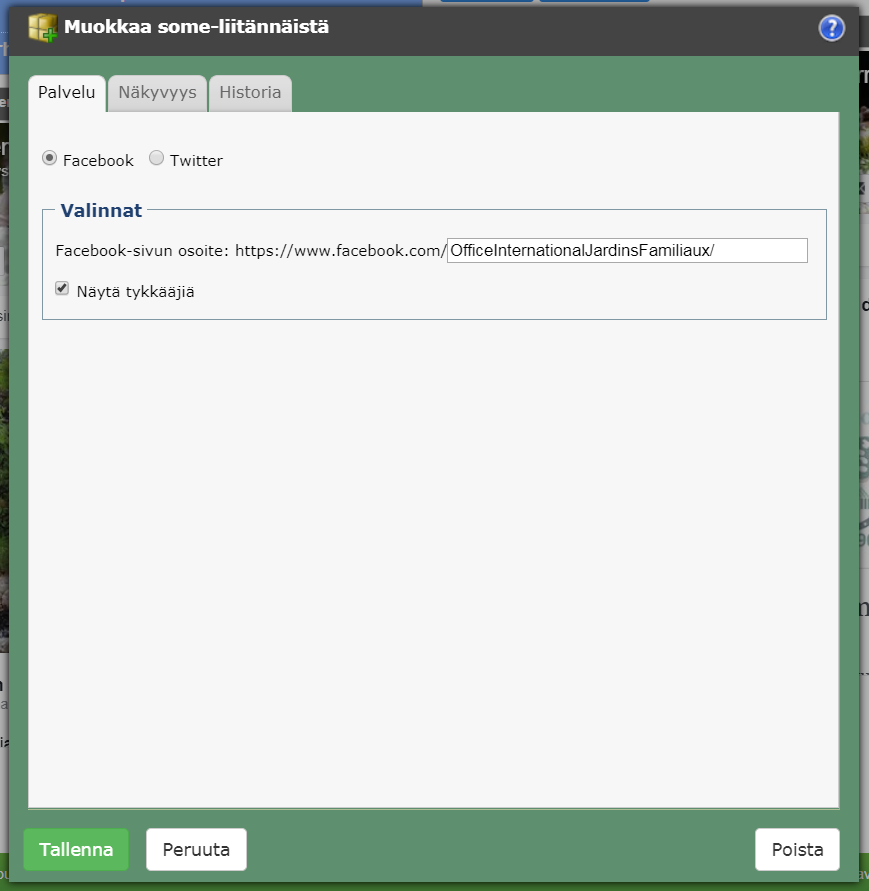 Muokkaa some-liitännäistä
?
Palvelu Näkyvyys Historia
Facebook Twitter
Valinnat
Facebook-sivun osoite: https://www.facebook.com/OfficeInternationalJardinsFamiliaux/
Näytä tykkääjiä
Tallenna Peruuta Poista